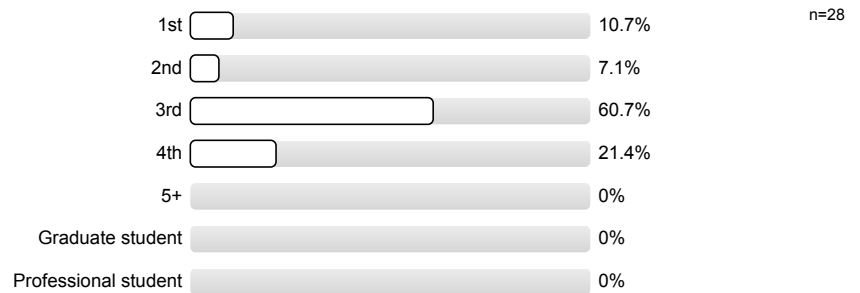 n=28
1st 10.7%
2nd 7.1%
3rd 60.7%
4th 21.4%
5+ 0%
Graduate student 0%
Professional student 0%